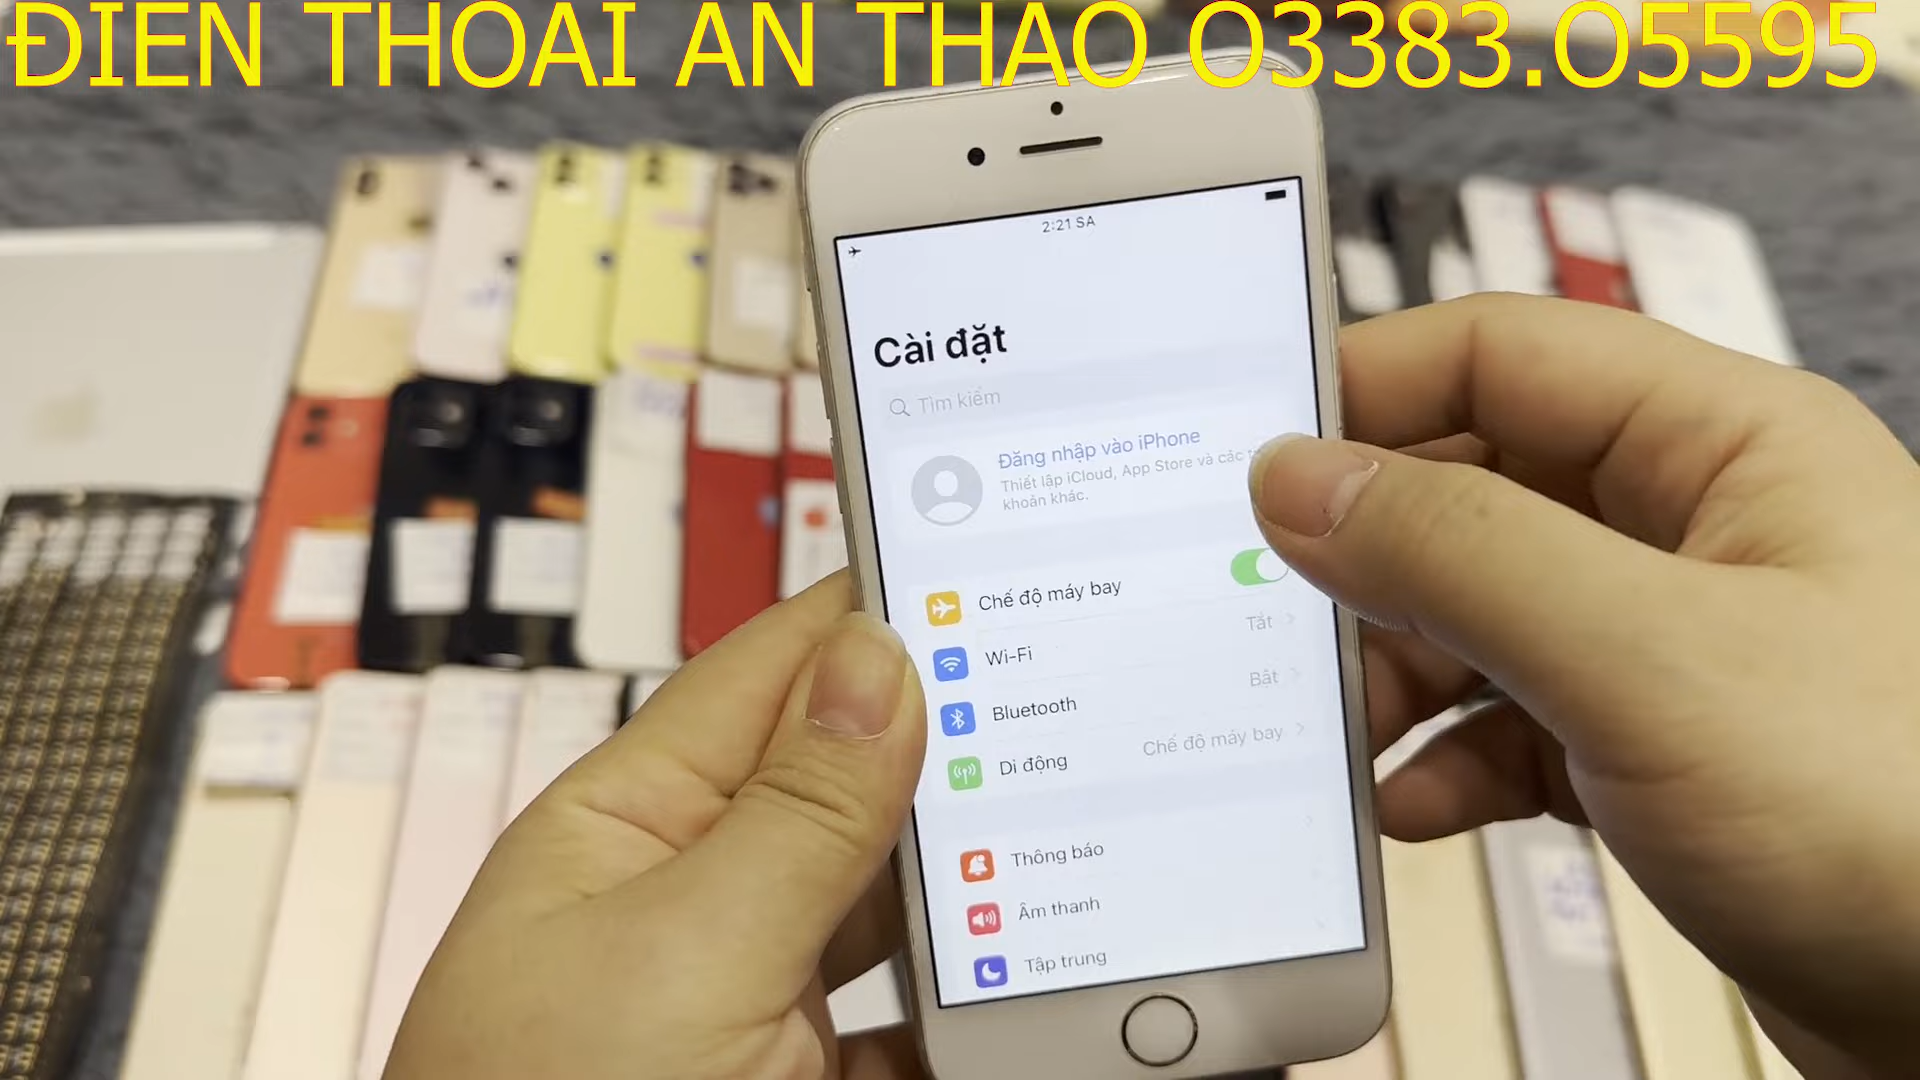 ĐIEN THOAI AN THAO O3383.O5595
2:21 SA
Cài đặt
Tìm kiếm
Đăng nhập vào iPhone
Thiết lập iCloud, App Store và các
khoản khác.
Chế độ máy bay
Wi-Fi
Tắt
Bluetooth
Bật
Di động
Chế độ máy bay
Thông báo
Âm thanh
Tập trung